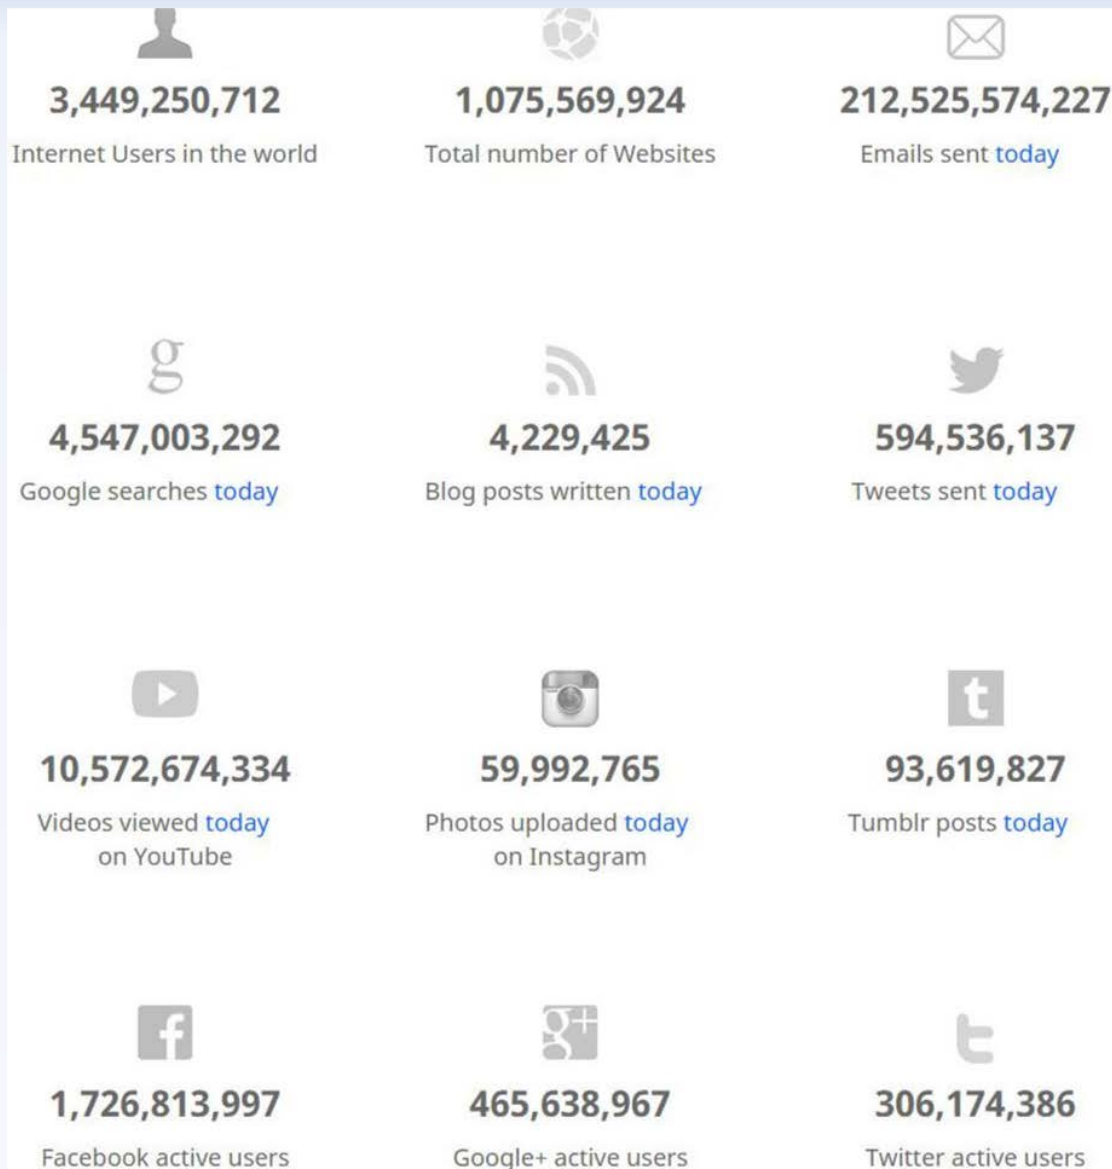 3,449,250,712
1,075,569,924
212,525,574,227
Internet Users in the world
Total number of Websites
Emails sent today
g
4,547,003,292
4,229,425
594,536,137
Google searches today
Blog posts written today
Tweets sent today
t
10,572,674,334
59,992,765
93,619,827
Videos viewed today
on YouTube
Photos uploaded today
on Instagram
Tumblr posts today
f
g+
t
1,726,813,997
465,638,967
306,174,386
Facebook active users
Google+ active users
Twitter active users